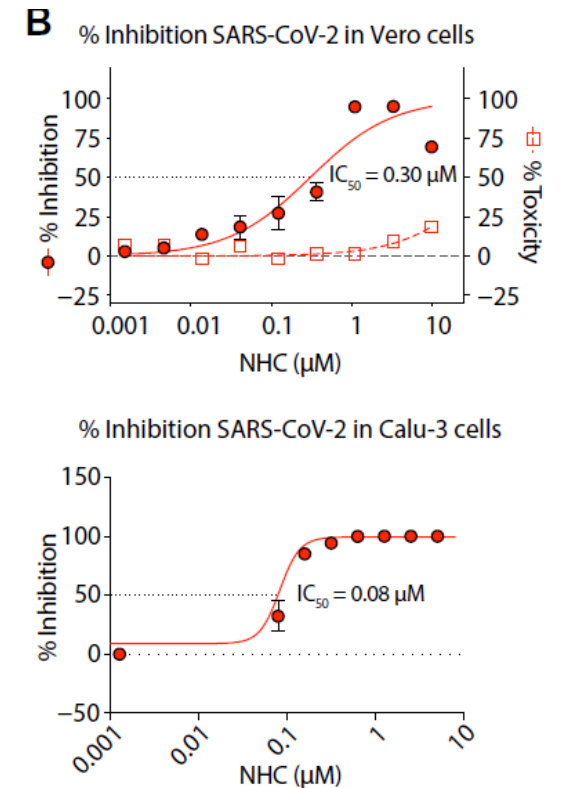 B
% Inhibition SARS-CoV-2 in Vero cells
% Inhibition
100
75
50
25
0
−25
IC50 = 0.30 µM
100
75
50
25
0
−25
% Toxicity
0.001 0.01 0.1 1 10
NHC (µM)
% Inhibition SARS-CoV-2 in Calu-3 cells
% Inhibition
150
100
50
0
−50
IC50 = 0.08 µM
0.001 0.01 0.1 1 10
NHC (µM)